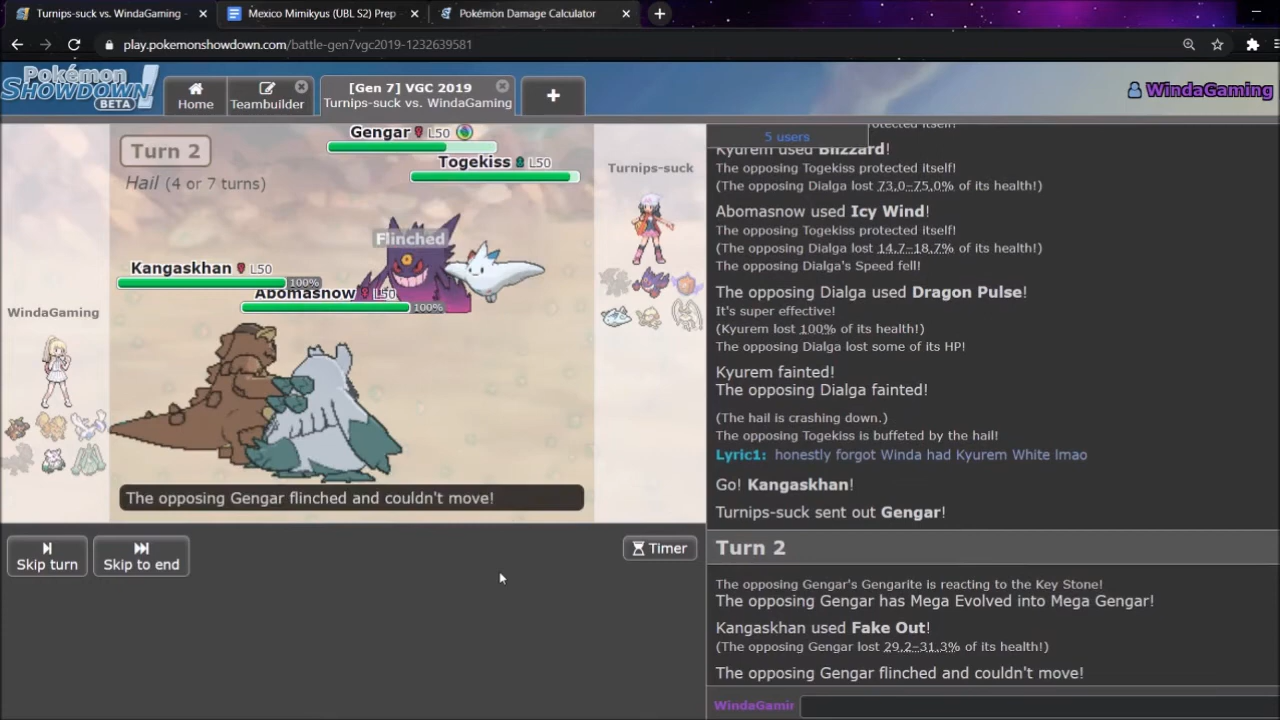 Turnips-suck vs. WindaGaming -
Mexico Mimikyus (UBL S2) Prep -
Pokémon Damage Calculator
play.pokemonshowdown.com/battle-gen7vgc2019-1232639581
Pokémon
SHOWDOWN!
BETA
Home
Teambuilder
[Gen 7] VGC 2019
Turnips-suck vs. WindaGaming
WindaGaming
Turn 2
Hail (4 or 7 turns)
Gengar L50
Togekiss L50
Flinched
Kangaskhan L50
100%
Abomasnow L50
100%
WindaGaming
Turnips-suck
The opposing Gengar flinched and couldn't move!
Skip turn
Skip to end
Timer
5 users
rotected itself!
Kyurem used Blizzard!
The opposing Togekiss protected itself!
(The opposing Dialga lost 73.0–75.0% of its health!)
Abomasnow used Icy Wind!
The opposing Togekiss protected itself!
(The opposing Dialga lost 14.7–18.7% of its health!)
The opposing Dialga's Speed fell!
The opposing Dialga used Dragon Pulse!
It's super effective!
(Kyurem lost 100% of its health!)
The opposing Dialga lost some of its HP!
Kyurem fainted!
The opposing Dialga fainted!
(The hail is crashing down.)
The opposing Togekiss is buffeted by the hail!
Lyric1: honestly forgot Winda had Kyurem White lmao
Go! Kangaskhan!
Turnips-suck sent out Gengar!
Turn 2
The opposing Gengar's Gengarite is reacting to the Key Stone!
The opposing Gengar has Mega Evolved into Mega Gengar!
Kangaskhan used Fake Out!
(The opposing Gengar lost 29.2–31.3% of its health!)
The opposing Gengar flinched and couldn't move!
WindaGamin